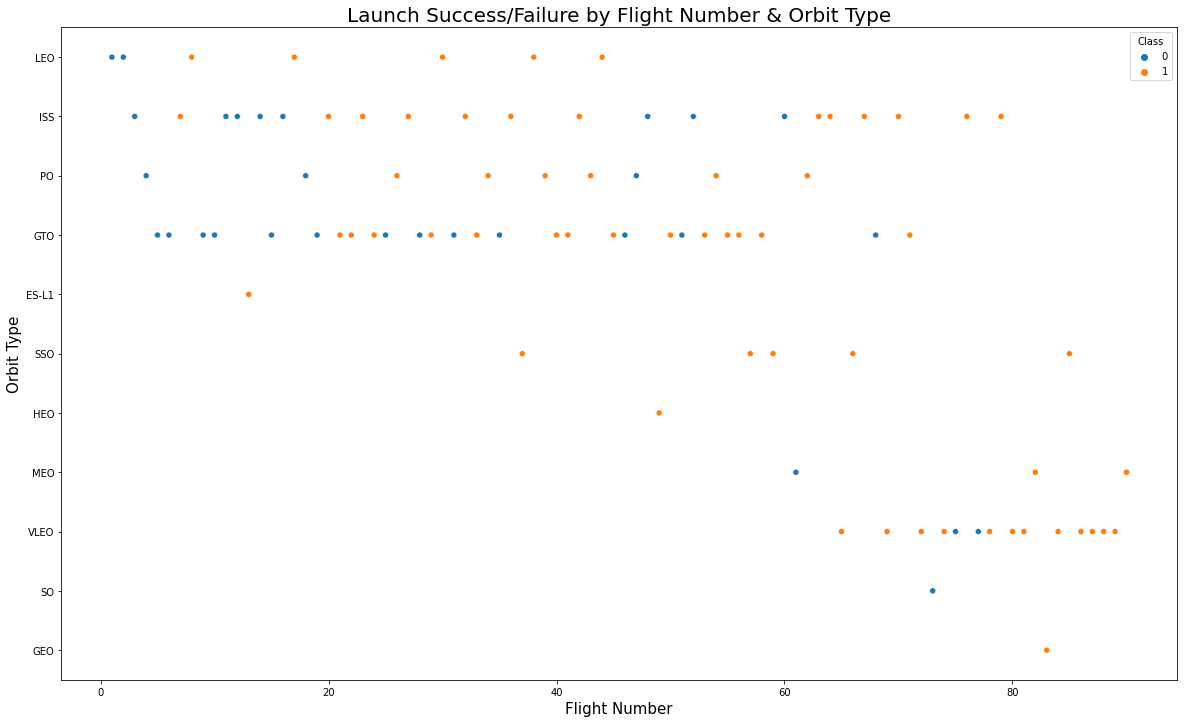 Launch Success/Failure by Flight Number & Orbit Type
Class
0
1
LEO
ISS
PO
GTO
ES-L1
SSO
HEO
MEO
VLEO
SO
GEO
Orbit Type
0 20 40 60 80
Flight Number